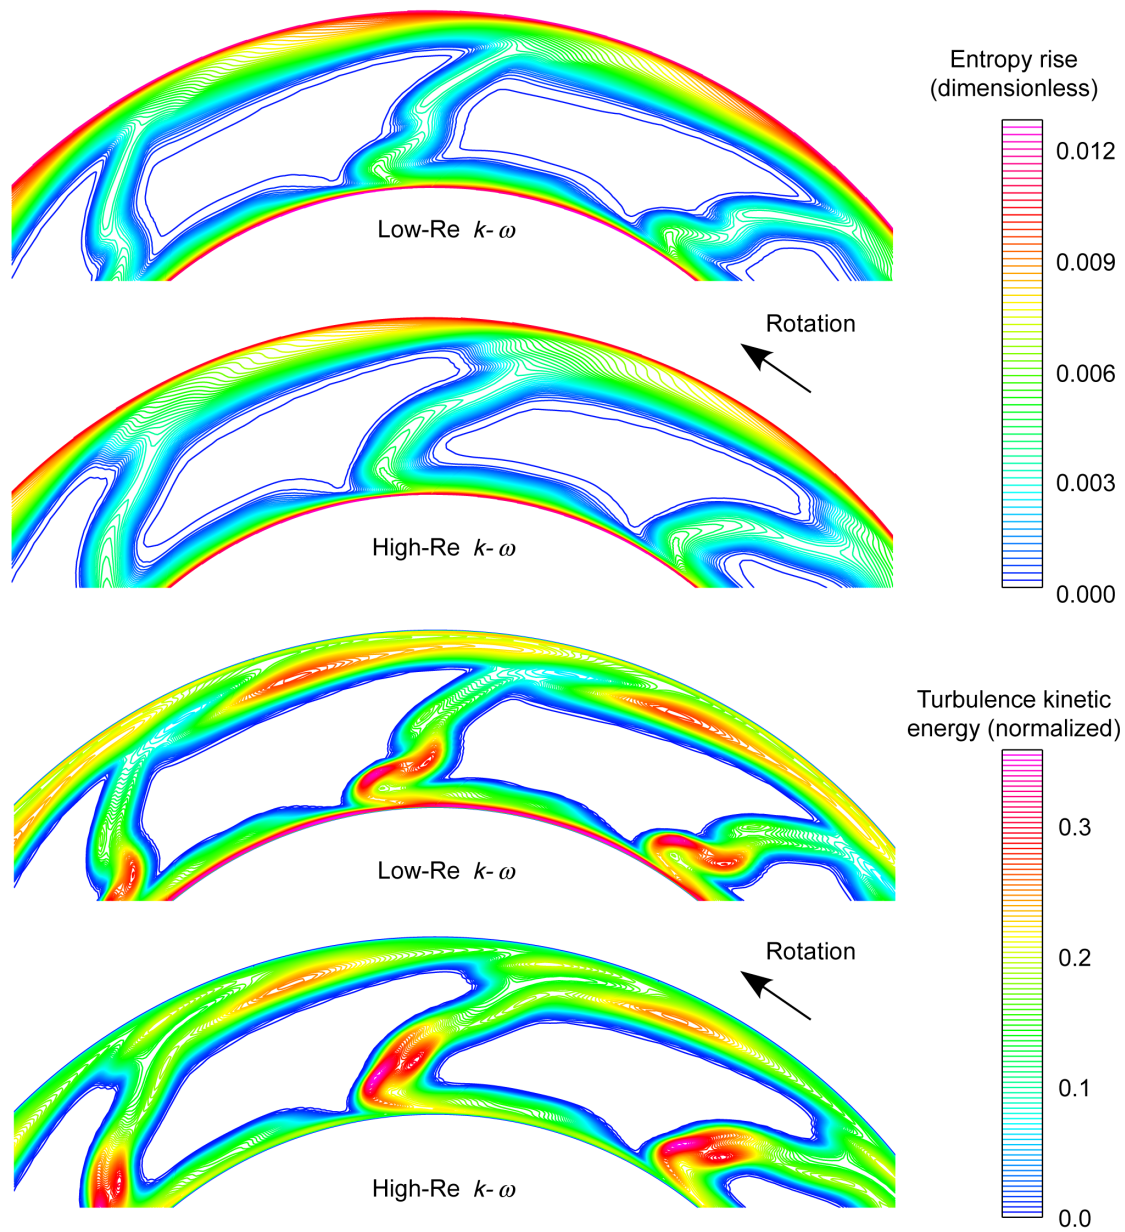 Entropy rise
(dimensionless)
0.012
Low-Re k-ω
0.009
Rotation
0.006
0.003
High-Re k-ω
0.000
Turbulence kinetic
energy (normalized)
0.3
Low-Re k-ω
0.2
Rotation
0.1
High-Re k-ω
0.0